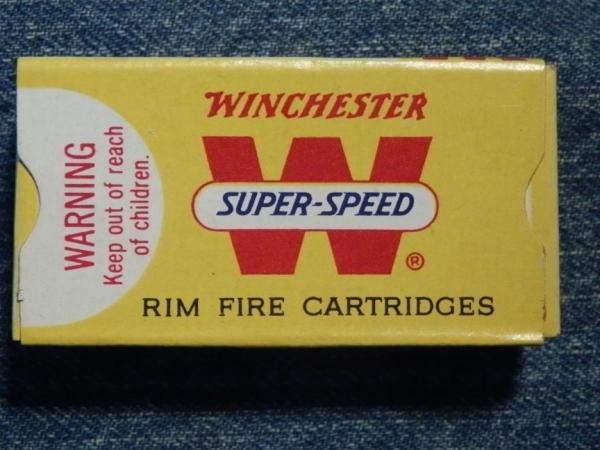 WINCHESTER
W
SUPER-SPEED
®
RIM FIRE CARTRIDGES
WARNING
Keep out of reach
of children.